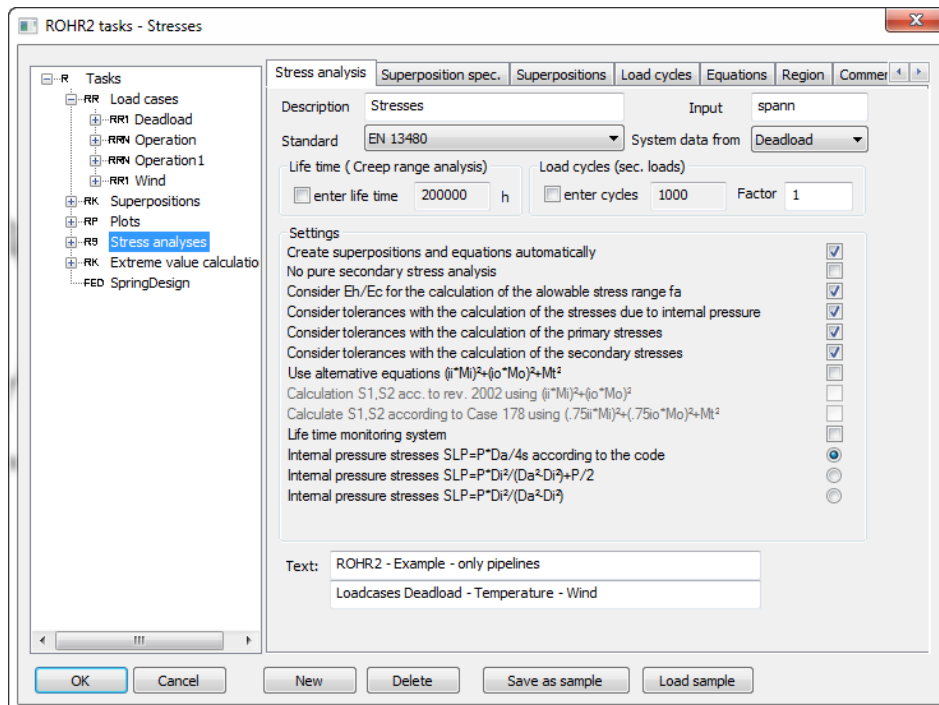 ROHR2 tasks - Stresses
R Tasks
RR Load cases
RR1 Deadload
RRN Operation
RRN Operation1
RR1 Wind
RK Superpositions
RP Plots
R9 Stress analyses
RK Extreme value calculatio
FED SpringDesign
Stress analysis Superposition spec. Superpositions Load cycles Equations Region Commer
Description Stresses Input spann
Standard EN 13480 System data from Deadload
Life time ( Creep range analysis) Load cycles (sec. loads)
enter life time 200000 h enter cycles 1000 Factor 1
Settings
Create superpositions and equations automatically
No pure secondary stress analysis
Consider Eh/Ec for the calculation of the alowable stress range fa
Consider tolerances with the calculation of the stresses due to internal pressure
Consider tolerances with the calculation of the primary stresses
Consider tolerances with the calculation of the secondary stresses
Use alternative equations (ii*Mi)²+(io*Mo)²+Mt²
Calculation S1,S2 acc. to rev. 2002 using (ii*Mi)²+(io*Mo)²
Calculate S1,S2 according to Case 178 using (.75ii*Mi)²+(.75io*Mo)²+Mt²
Life time monitoring system
Internal pressure stresses SLP=P*Da/4s according to the code
Internal pressure stresses SLP=P*Di²/(Da²-Di²)+P/2
Internal pressure stresses SLP=P*Di²/(Da²-Di²)
Text: ROHR2 - Example - only pipelines
Loadcases Deadload - Temperature - Wind
OK Cancel New Delete Save as sample Load sample